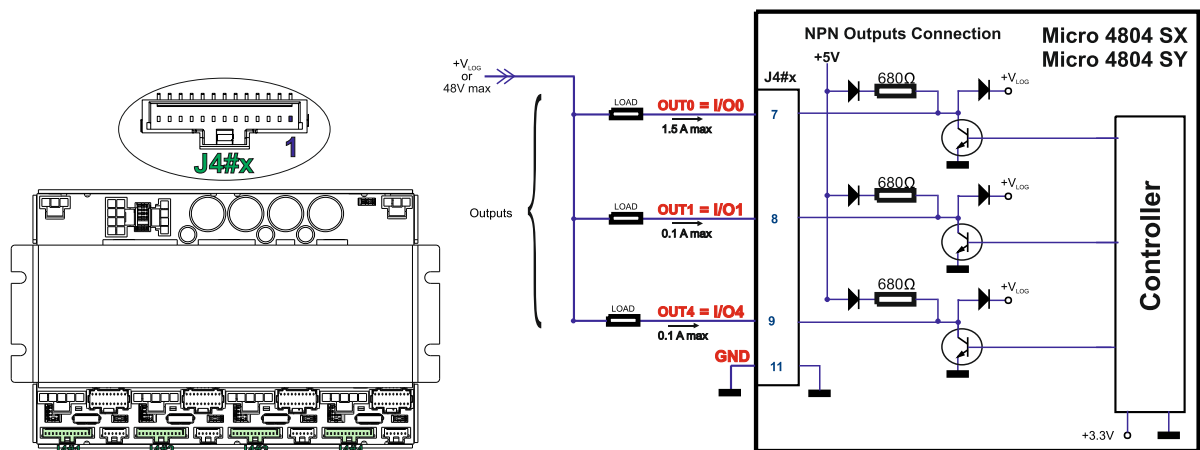 NPN Outputs Connection
Micro 4804 SX
Micro 4804 SY
+5V
+VLOG
or
48V max
J4#x
1
J4#x
Outputs
LOAD
OUT0 = I/O0
1.5 A max
7
680Ω
+VLOG
LOAD
OUT1 = I/O1
0.1 A max
8
680Ω
+VLOG
LOAD
OUT4 = I/O4
0.1 A max
9
680Ω
+VLOG
GND
11
Controller
+3.3V